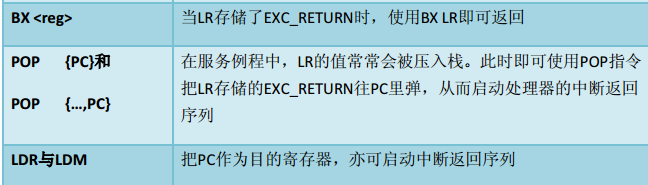 BX <reg>
当LR存储了EXC_RETURN时，使用BX LR即可返回
POP {PC}和
POP {…,PC}
在服务例程中，LR的值常常会被压入栈。此时即可使用POP指令
把LR存储的EXC_RETURN往PC里弹，从而启动处理器的中断返回
序列
LDR与LDM
把PC作为目的寄存器，亦可启动中断返回序列